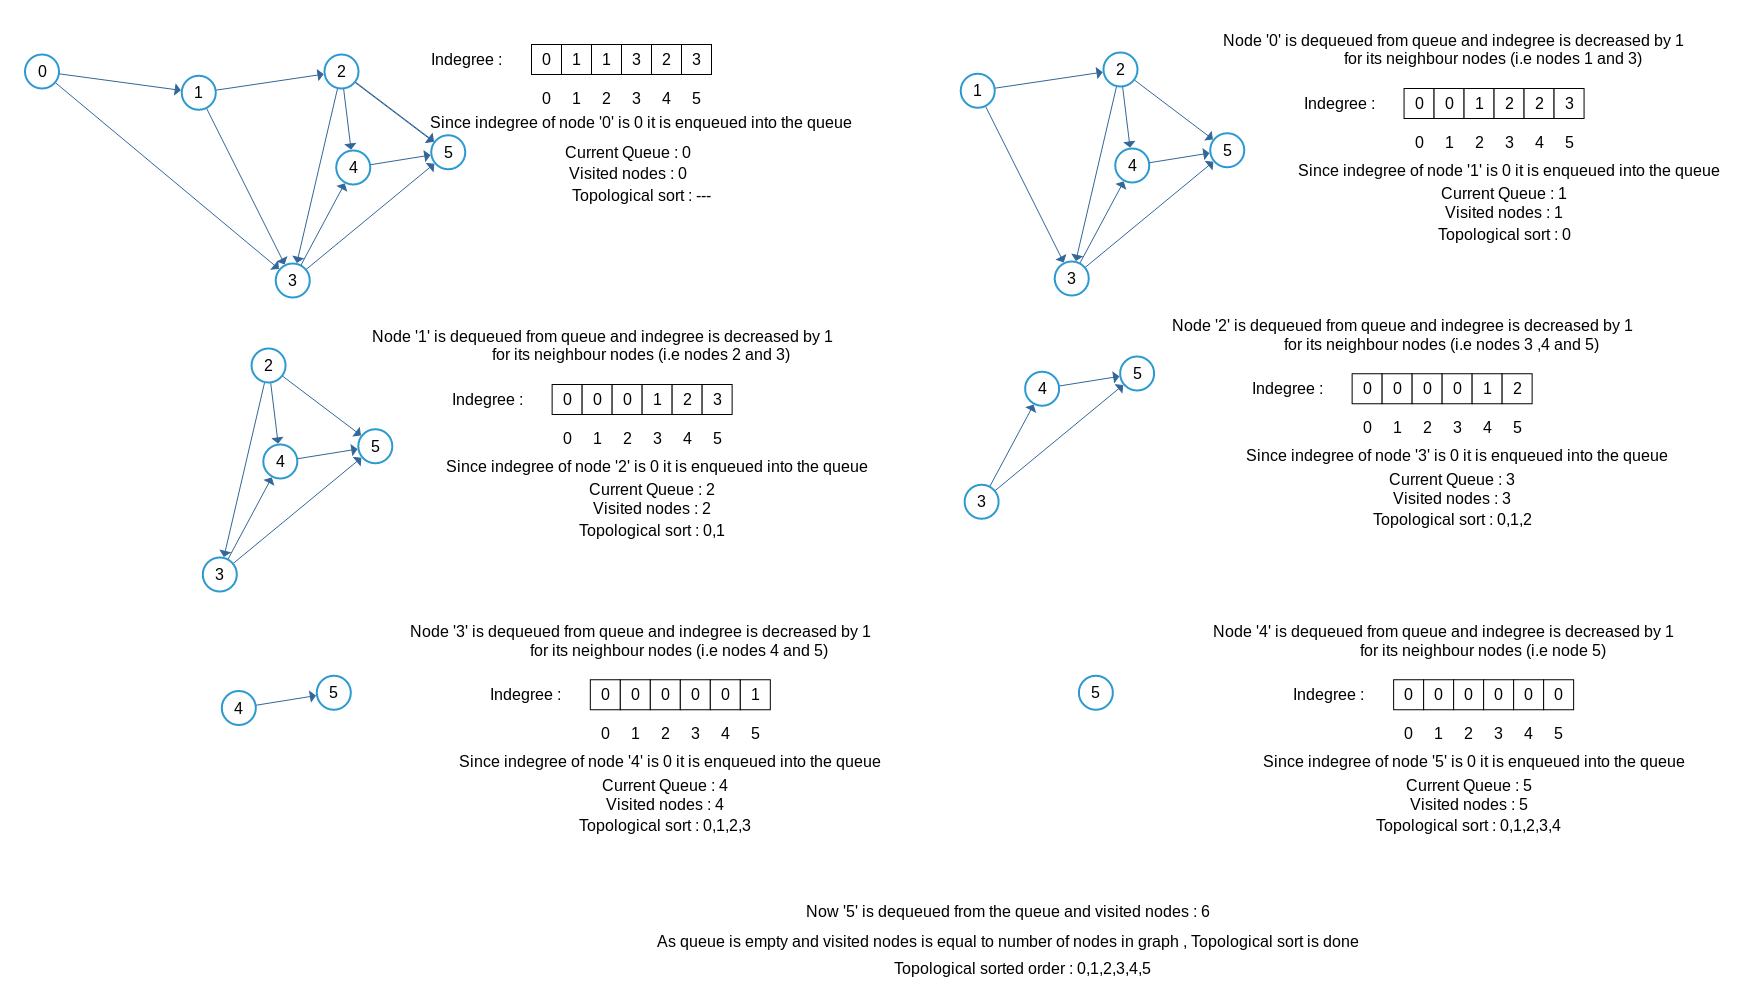 0
1
2
3
4
5
Indegree :
0 1 1 3 2 3
0 1 2 3 4 5
Since indegree of node '0' is 0 it is enqueued into the queue
Current Queue : 0
Visited nodes : 0
Topological sort : ---
1
2
3
4
5
Node '0' is dequeued from queue and indegree is decreased by 1
for its neighbour nodes (i.e nodes 1 and 3)
Indegree :
0 0 1 2 2 3
0 1 2 3 4 5
Since indegree of node '1' is 0 it is enqueued into the queue
Current Queue : 1
Visited nodes : 1
Topological sort : 0
2
3
4
5
Node '1' is dequeued from queue and indegree is decreased by 1
for its neighbour nodes (i.e nodes 2 and 3)
Indegree :
0 0 0 1 2 3
0 1 2 3 4 5
Since indegree of node '2' is 0 it is enqueued into the queue
Current Queue : 2
Visited nodes : 2
Topological sort : 0,1
3
4
5
Node '2' is dequeued from queue and indegree is decreased by 1
for its neighbour nodes (i.e nodes 3 ,4 and 5)
Indegree :
0 0 0 0 1 2
0 1 2 3 4 5
Since indegree of node '3' is 0 it is enqueued into the queue
Current Queue : 3
Visited nodes : 3
Topological sort : 0,1,2
4
5
Node '3' is dequeued from queue and indegree is decreased by 1
for its neighbour nodes (i.e nodes 4 and 5)
Indegree :
0 0 0 0 0 1
0 1 2 3 4 5
Since indegree of node '4' is 0 it is enqueued into the queue
Current Queue : 4
Visited nodes : 4
Topological sort : 0,1,2,3
5
Node '4' is dequeued from queue and indegree is decreased by 1
for its neighbour nodes (i.e node 5)
Indegree :
0 0 0 0 0 0
0 1 2 3 4 5
Since indegree of node '5' is 0 it is enqueued into the queue
Current Queue : 5
Visited nodes : 5
Topological sort : 0,1,2,3,4
Now '5' is dequeued from the queue and visited nodes : 6
As queue is empty and visited nodes is equal to number of nodes in graph , Topological sort is done
Topological sorted order : 0,1,2,3,4,5